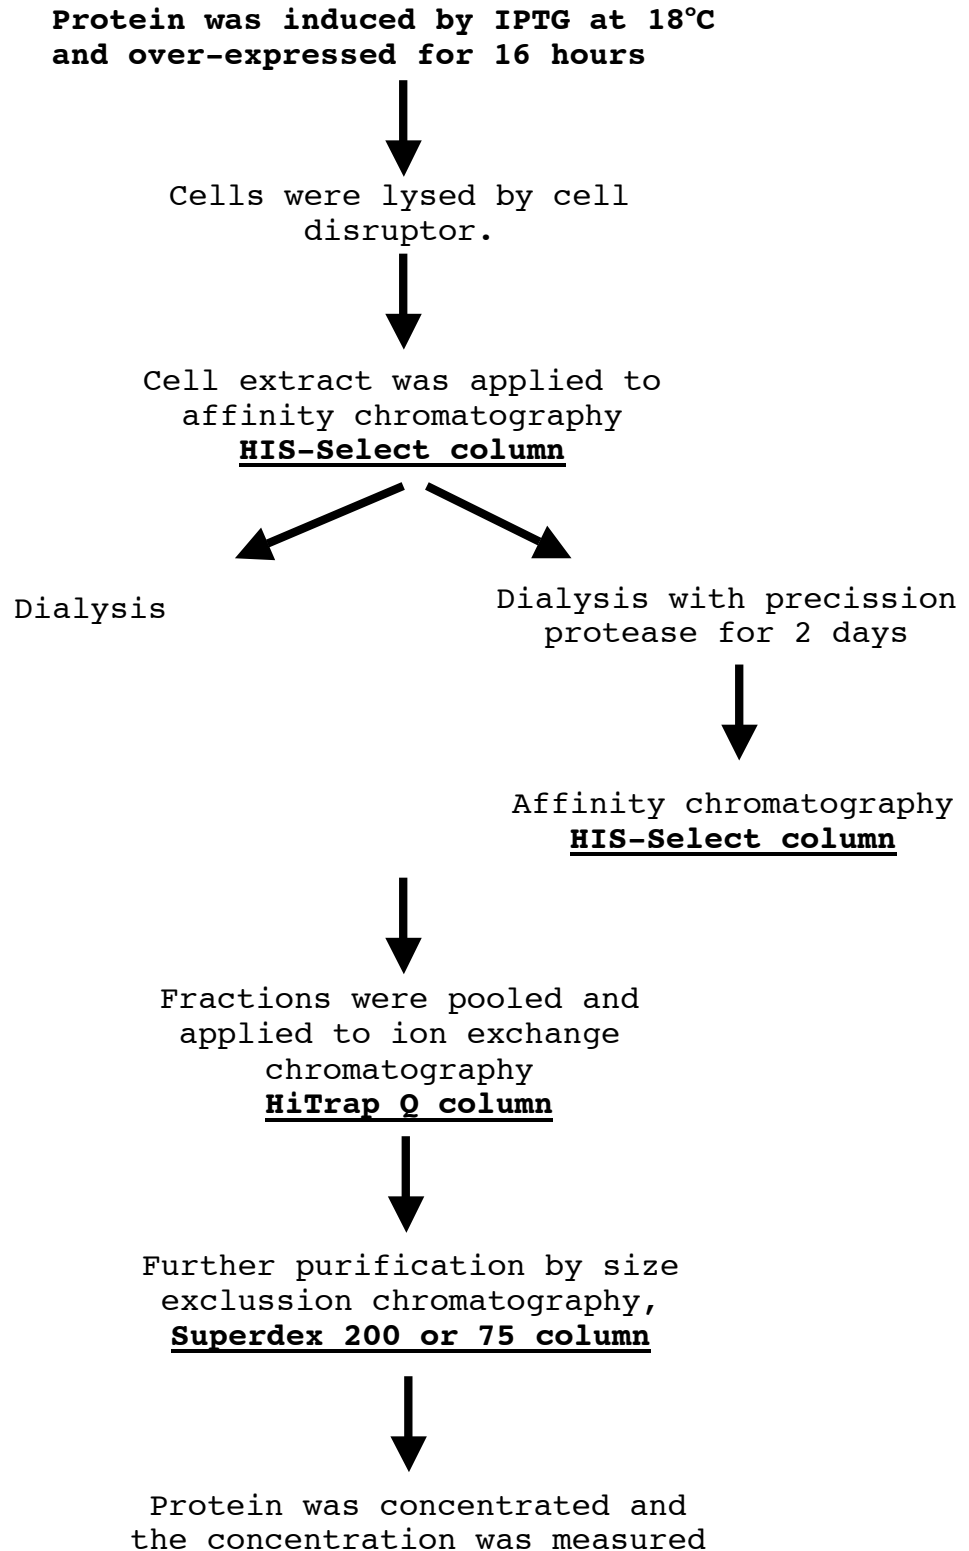 Protein was induced by IPTG at 18°C
and over-expressed for 16 hours
Cells were lysed by cell
disruptor.
Cell extract was applied to
affinity chromatography
HIS-Select column
Dialysis
Dialysis with precission
protease for 2 days
Affinity chromatography
HIS-Select column
Fractions were pooled and
applied to ion exchange
chromatography
HiTrap Q column
Further purification by size
exclussion chromatography,
Superdex 200 or 75 column
Protein was concentrated and
the concentration was measured